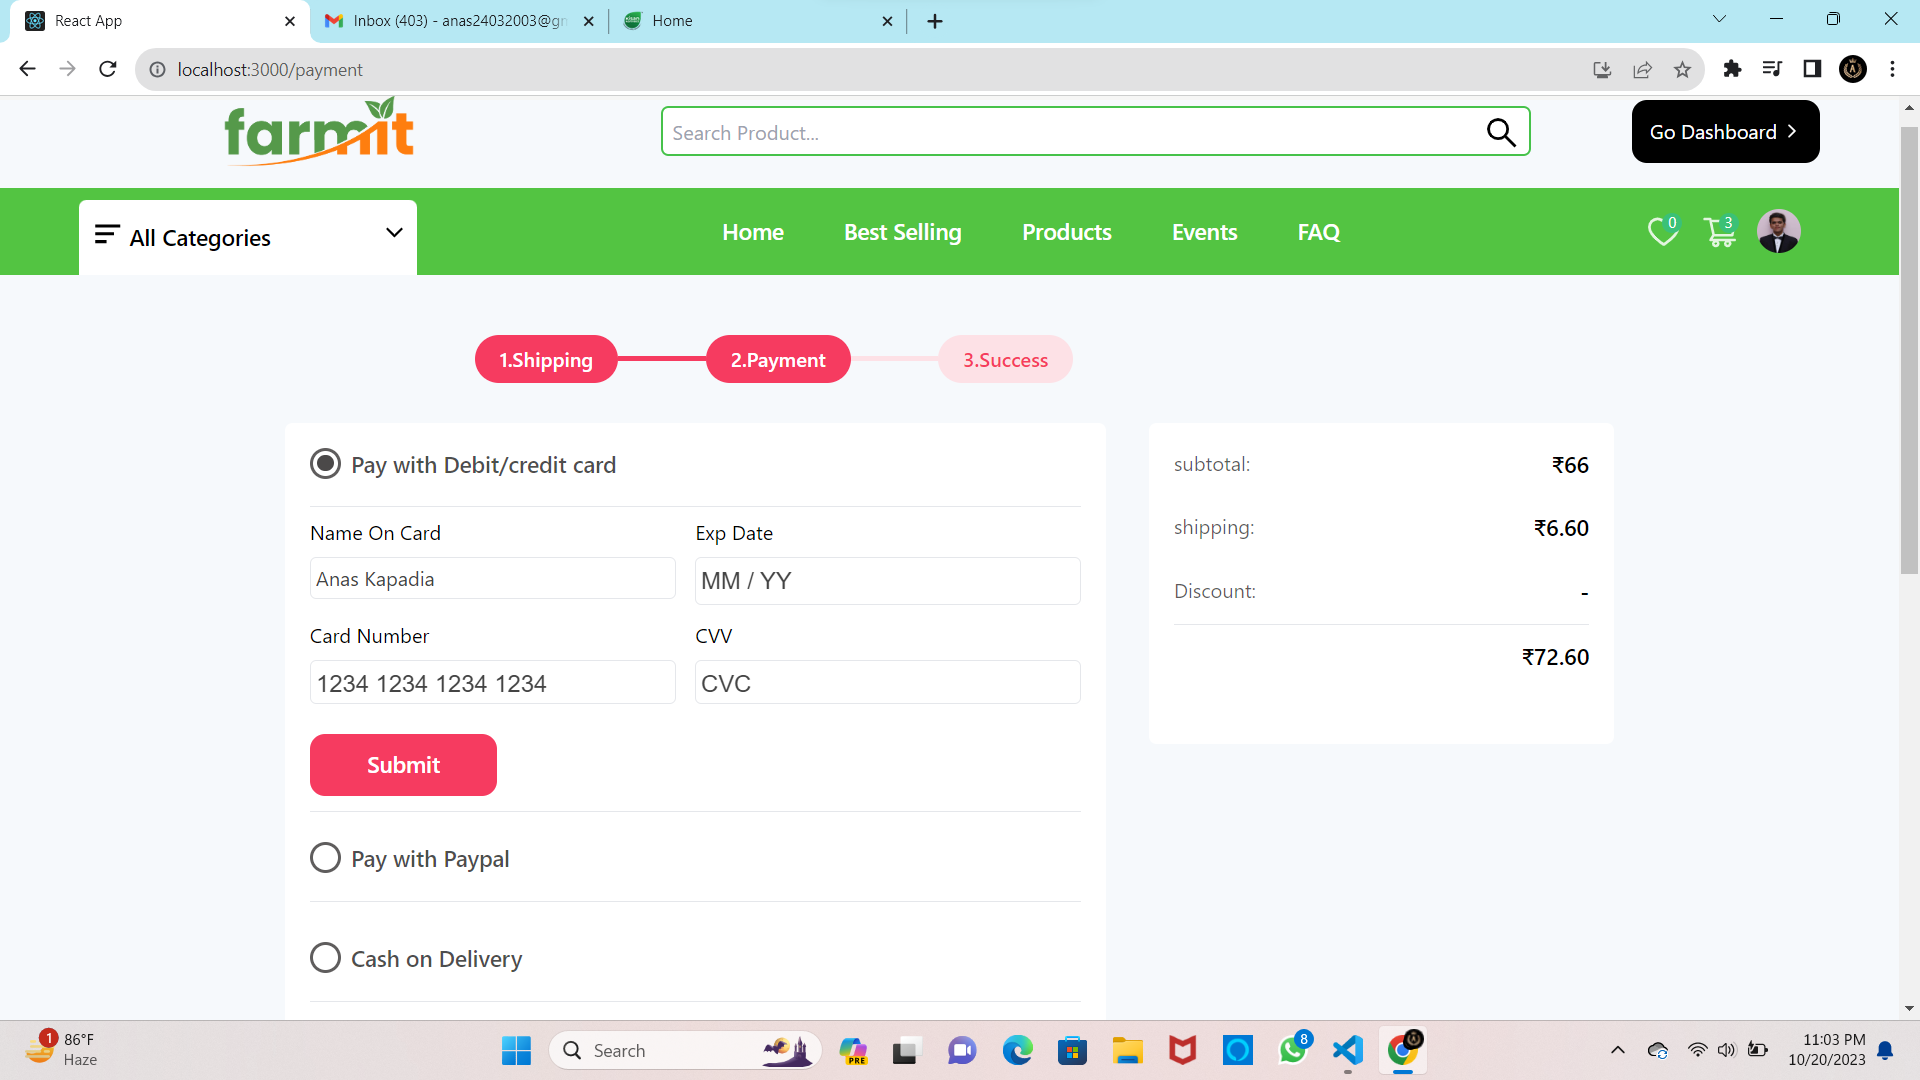 React App
Inbox (403) - anas24032003@gm
Home
localhost:3000/payment
farmit
Search Product...
Go Dashboard
All Categories
Home
Best Selling
Products
Events
FAQ
0
3
1.Shipping
2.Payment
3.Success
Pay with Debit/credit card
Name On Card
Exp Date
Anas Kapadia
MM / YY
Card Number
CVV
1234 1234 1234 1234
CVC
Submit
Pay with Paypal
Cash on Delivery
subtotal:
₹66
shipping:
₹6.60
Discount:
-
₹72.60
1
86°F
Haze
Search
PRE
8
11:03 PM
10/20/2023